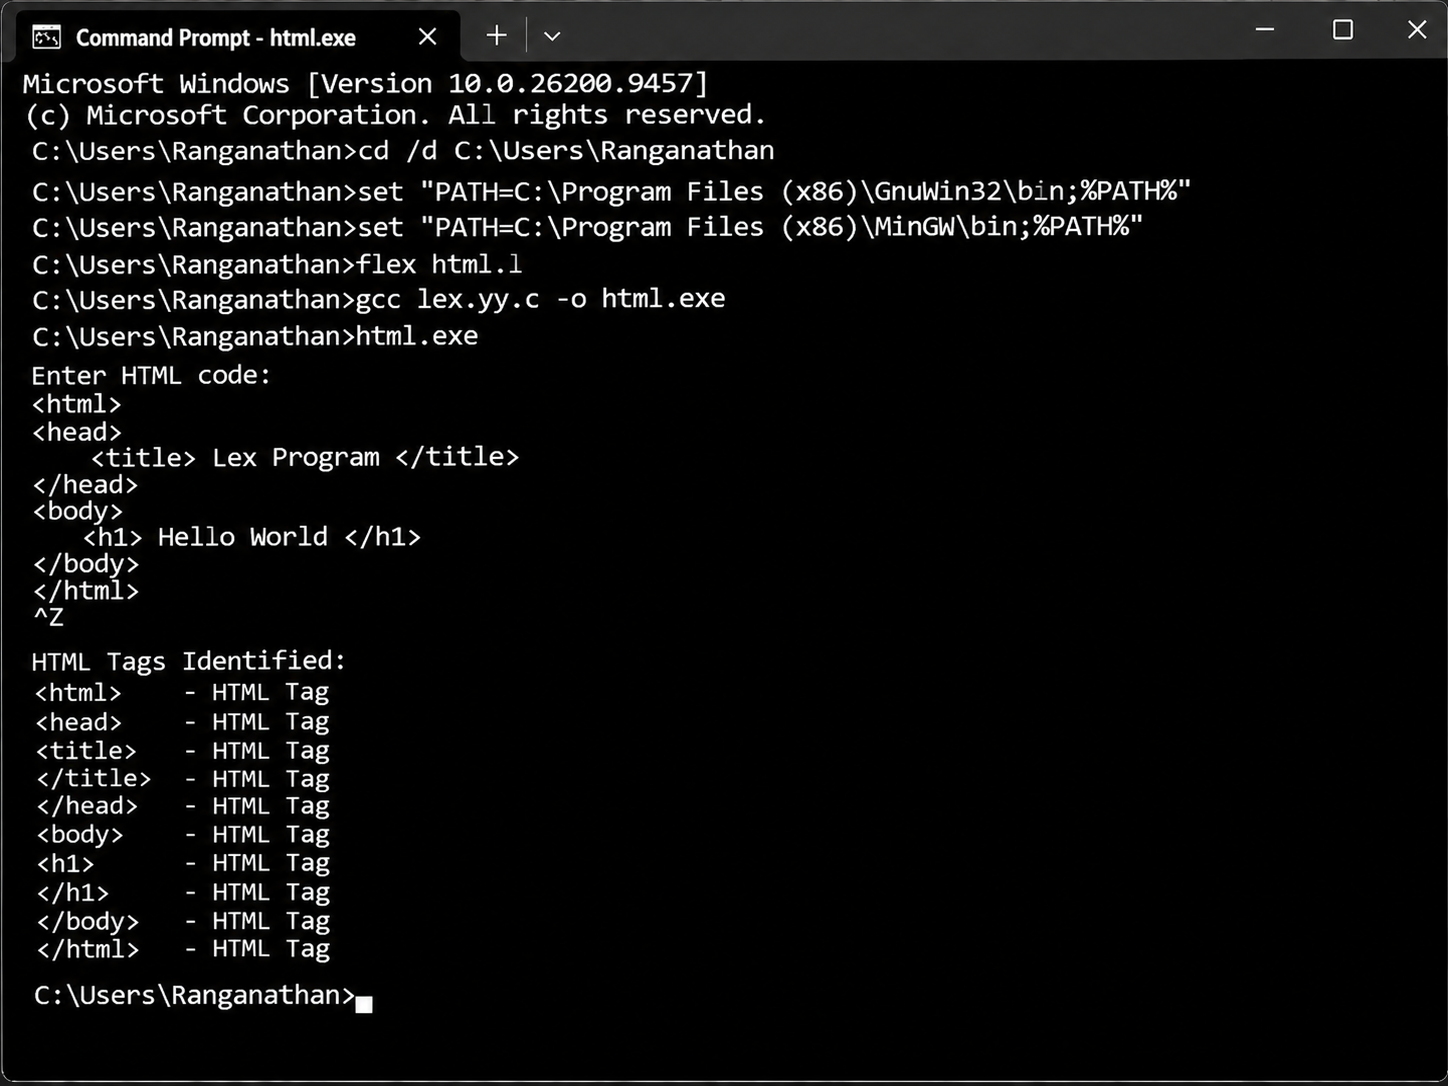 Command Prompt - html.exe
Microsoft Windows [Version 10.0.26200.9457]
(c) Microsoft Corporation. All rights reserved.
C:\Users\Ranganathan>cd /d C:\Users\Ranganathan
C:\Users\Ranganathan>set "PATH=C:\Program Files (x86)\GnuWin32\bin;%PATH%"
C:\Users\Ranganathan>set "PATH=C:\Program Files (x86)\MinGW\bin;%PATH%"
C:\Users\Ranganathan>flex html.l
C:\Users\Ranganathan>gcc lex.yy.c -o html.exe
C:\Users\Ranganathan>html.exe
Enter HTML code:
<html>
<head>
    <title> Lex Program </title>
</head>
<body>
   <h1> Hello World </h1>
</body>
</html>
^Z
HTML Tags Identified:
<html>    - HTML Tag
<head>    - HTML Tag
<title>   - HTML Tag
</title>  - HTML Tag
</head>   - HTML Tag
<body>    - HTML Tag
<h1>      - HTML Tag
</h1>     - HTML Tag
</body>   - HTML Tag
</html>   - HTML Tag
C:\Users\Ranganathan>